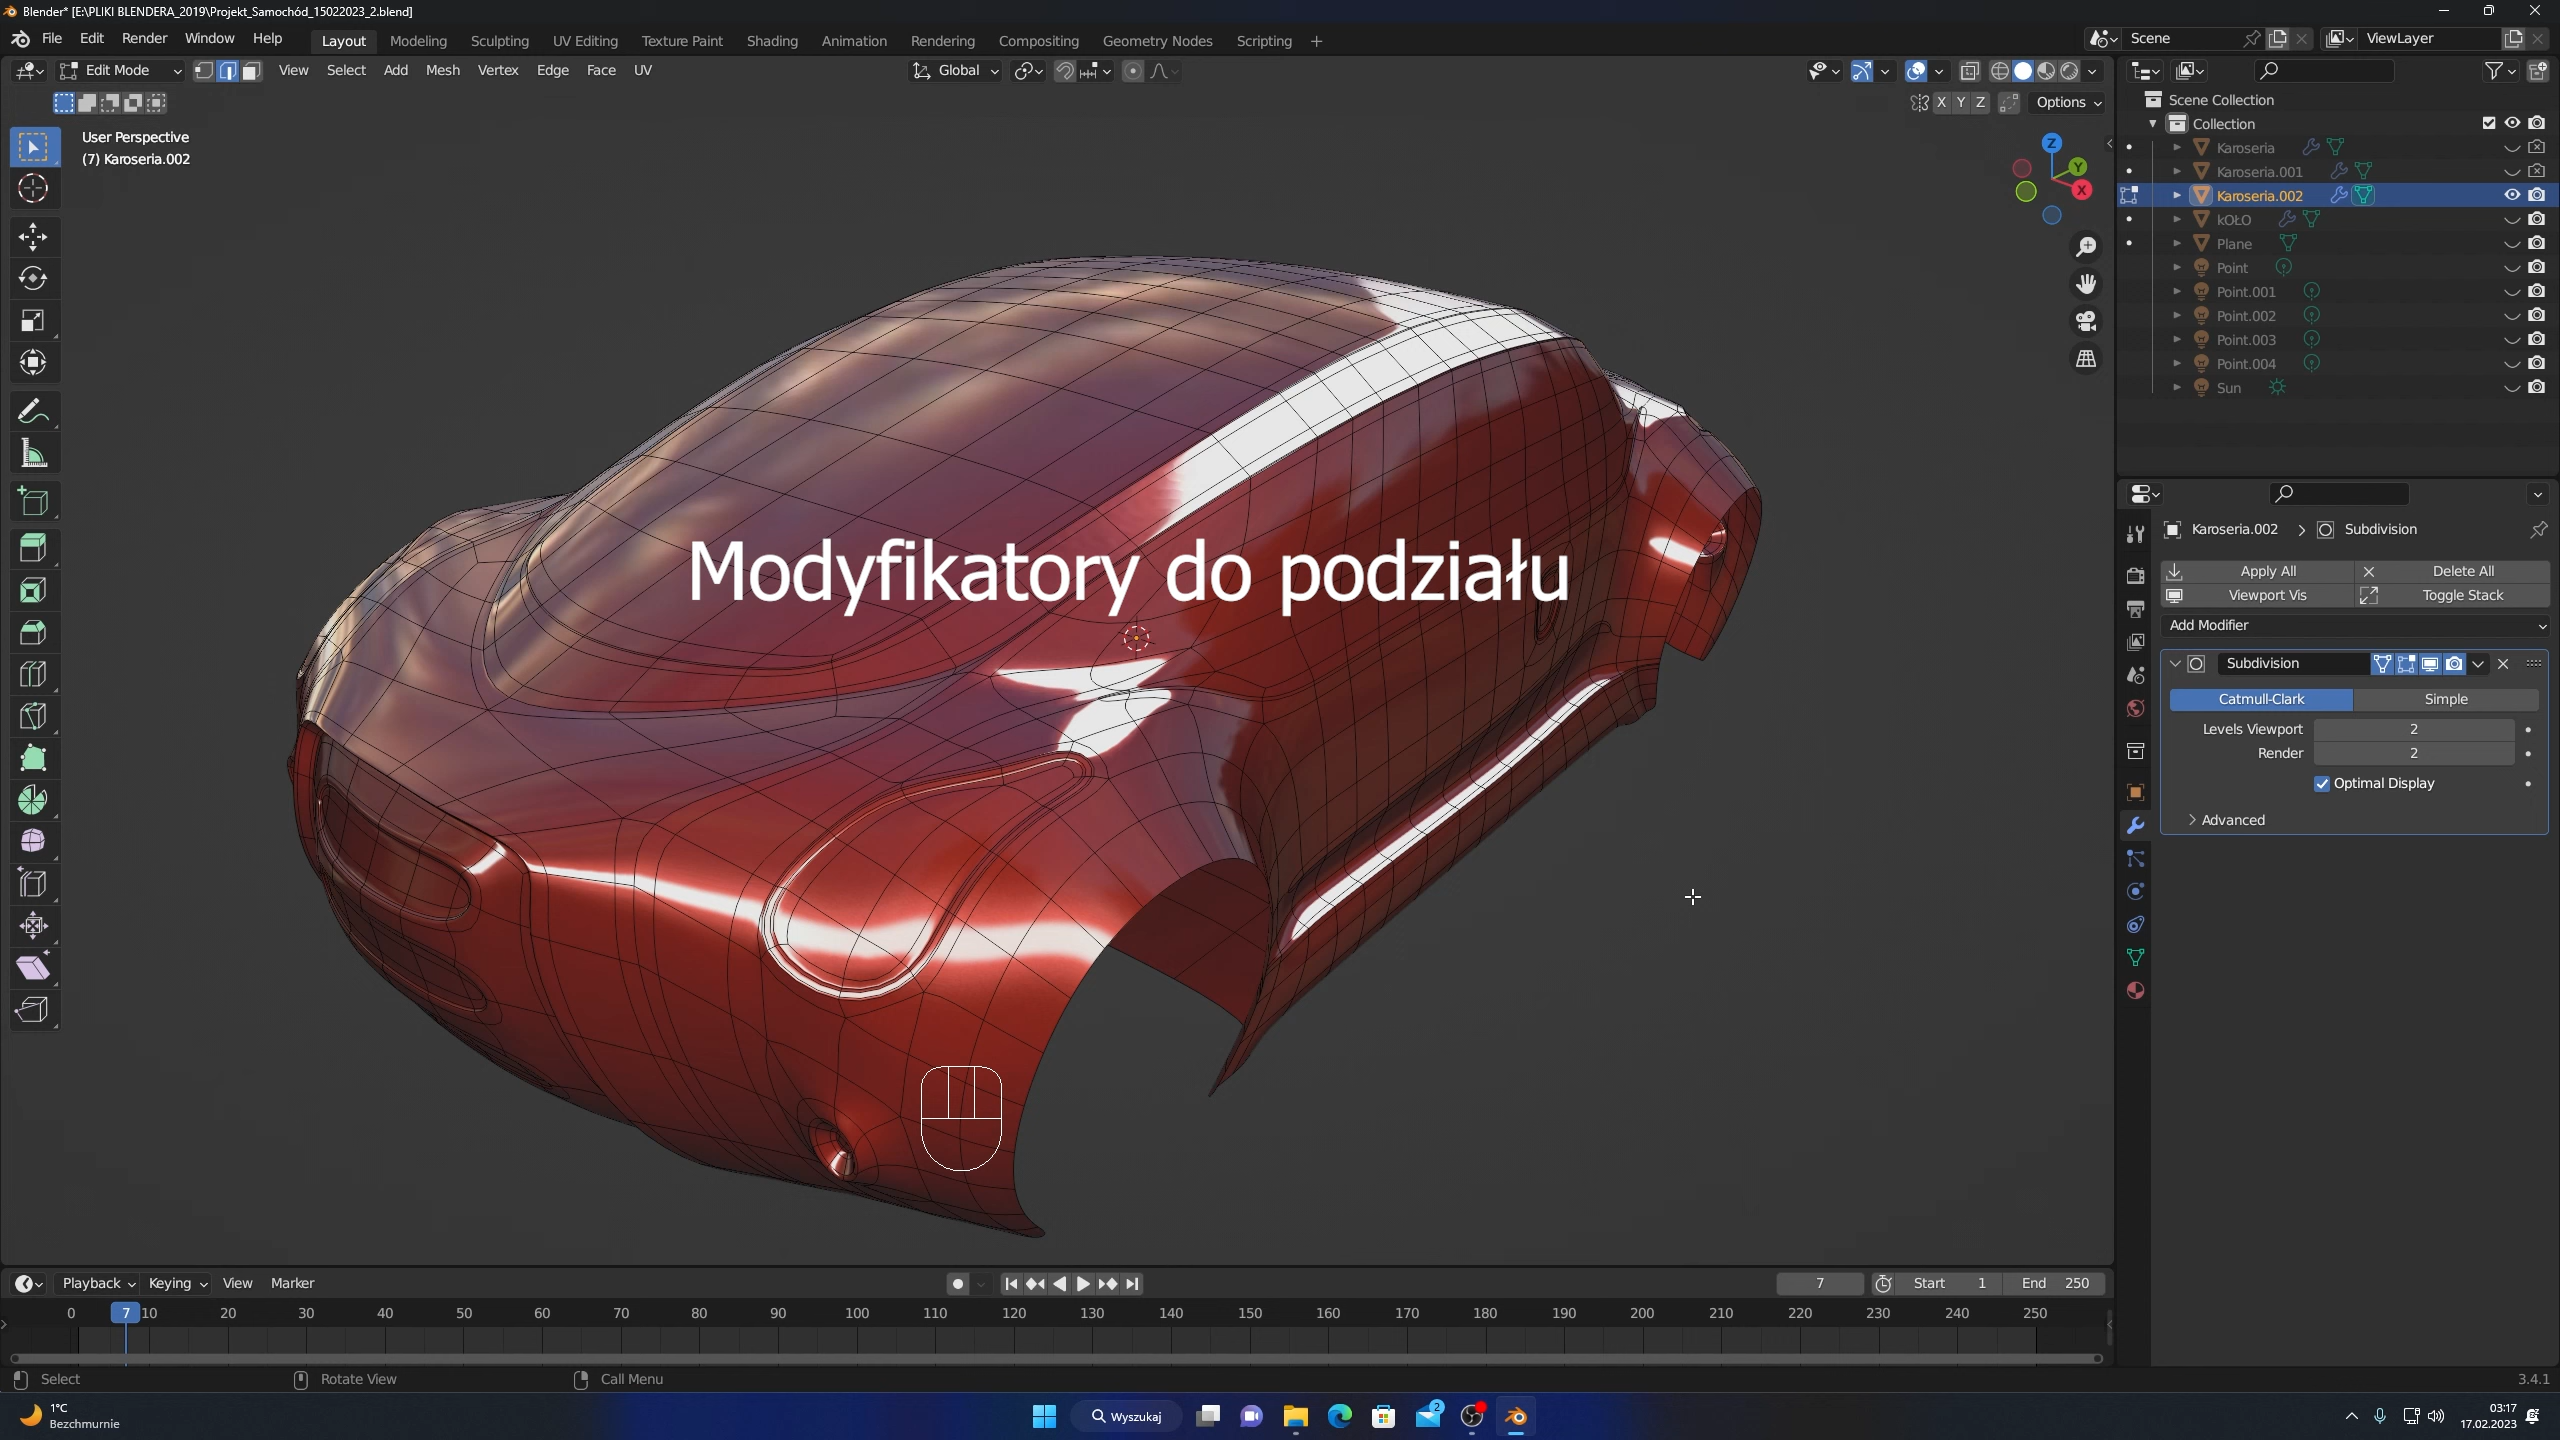 Blender* [E:\PLIKI BLENDERA_2019\Projekt_Samochód_15022023_2.blend]
File Edit Render Window Help Layout Modeling Sculpting UV Editing Texture Paint Shading Animation Rendering Compositing Geometry Nodes Scripting + Scene ViewLayer
Edit Mode View Select Add Mesh Vertex Edge Face UV Global
X Y Z Options
User Perspective
(7) Karoseria.002
Z
Y
X
Scene Collection
Collection
Karoseria
Karoseria.001
Karoseria.002
kOŁO
Plane
Point
Point.001
Point.002
Point.003
Point.004
Sun
Karoseria.002 > Subdivision
Apply All Delete All
Viewport Vis Toggle Stack
Add Modifier
Subdivision
Catmull-Clark Simple
Levels Viewport 2
Render 2
Optimal Display
Advanced
Modyfikatory do podziału
Playback Keying View Marker 7 Start 1 End 250
0 7 10 20 30 40 50 60 70 80 90 100 110 120 130 140 150 160 170 180 190 200 210 220 230 240 250
Select Rotate View Call Menu 3.4.1
1°C
Bezchmurnie
Wyszukaj
2
03:17
17.02.2023